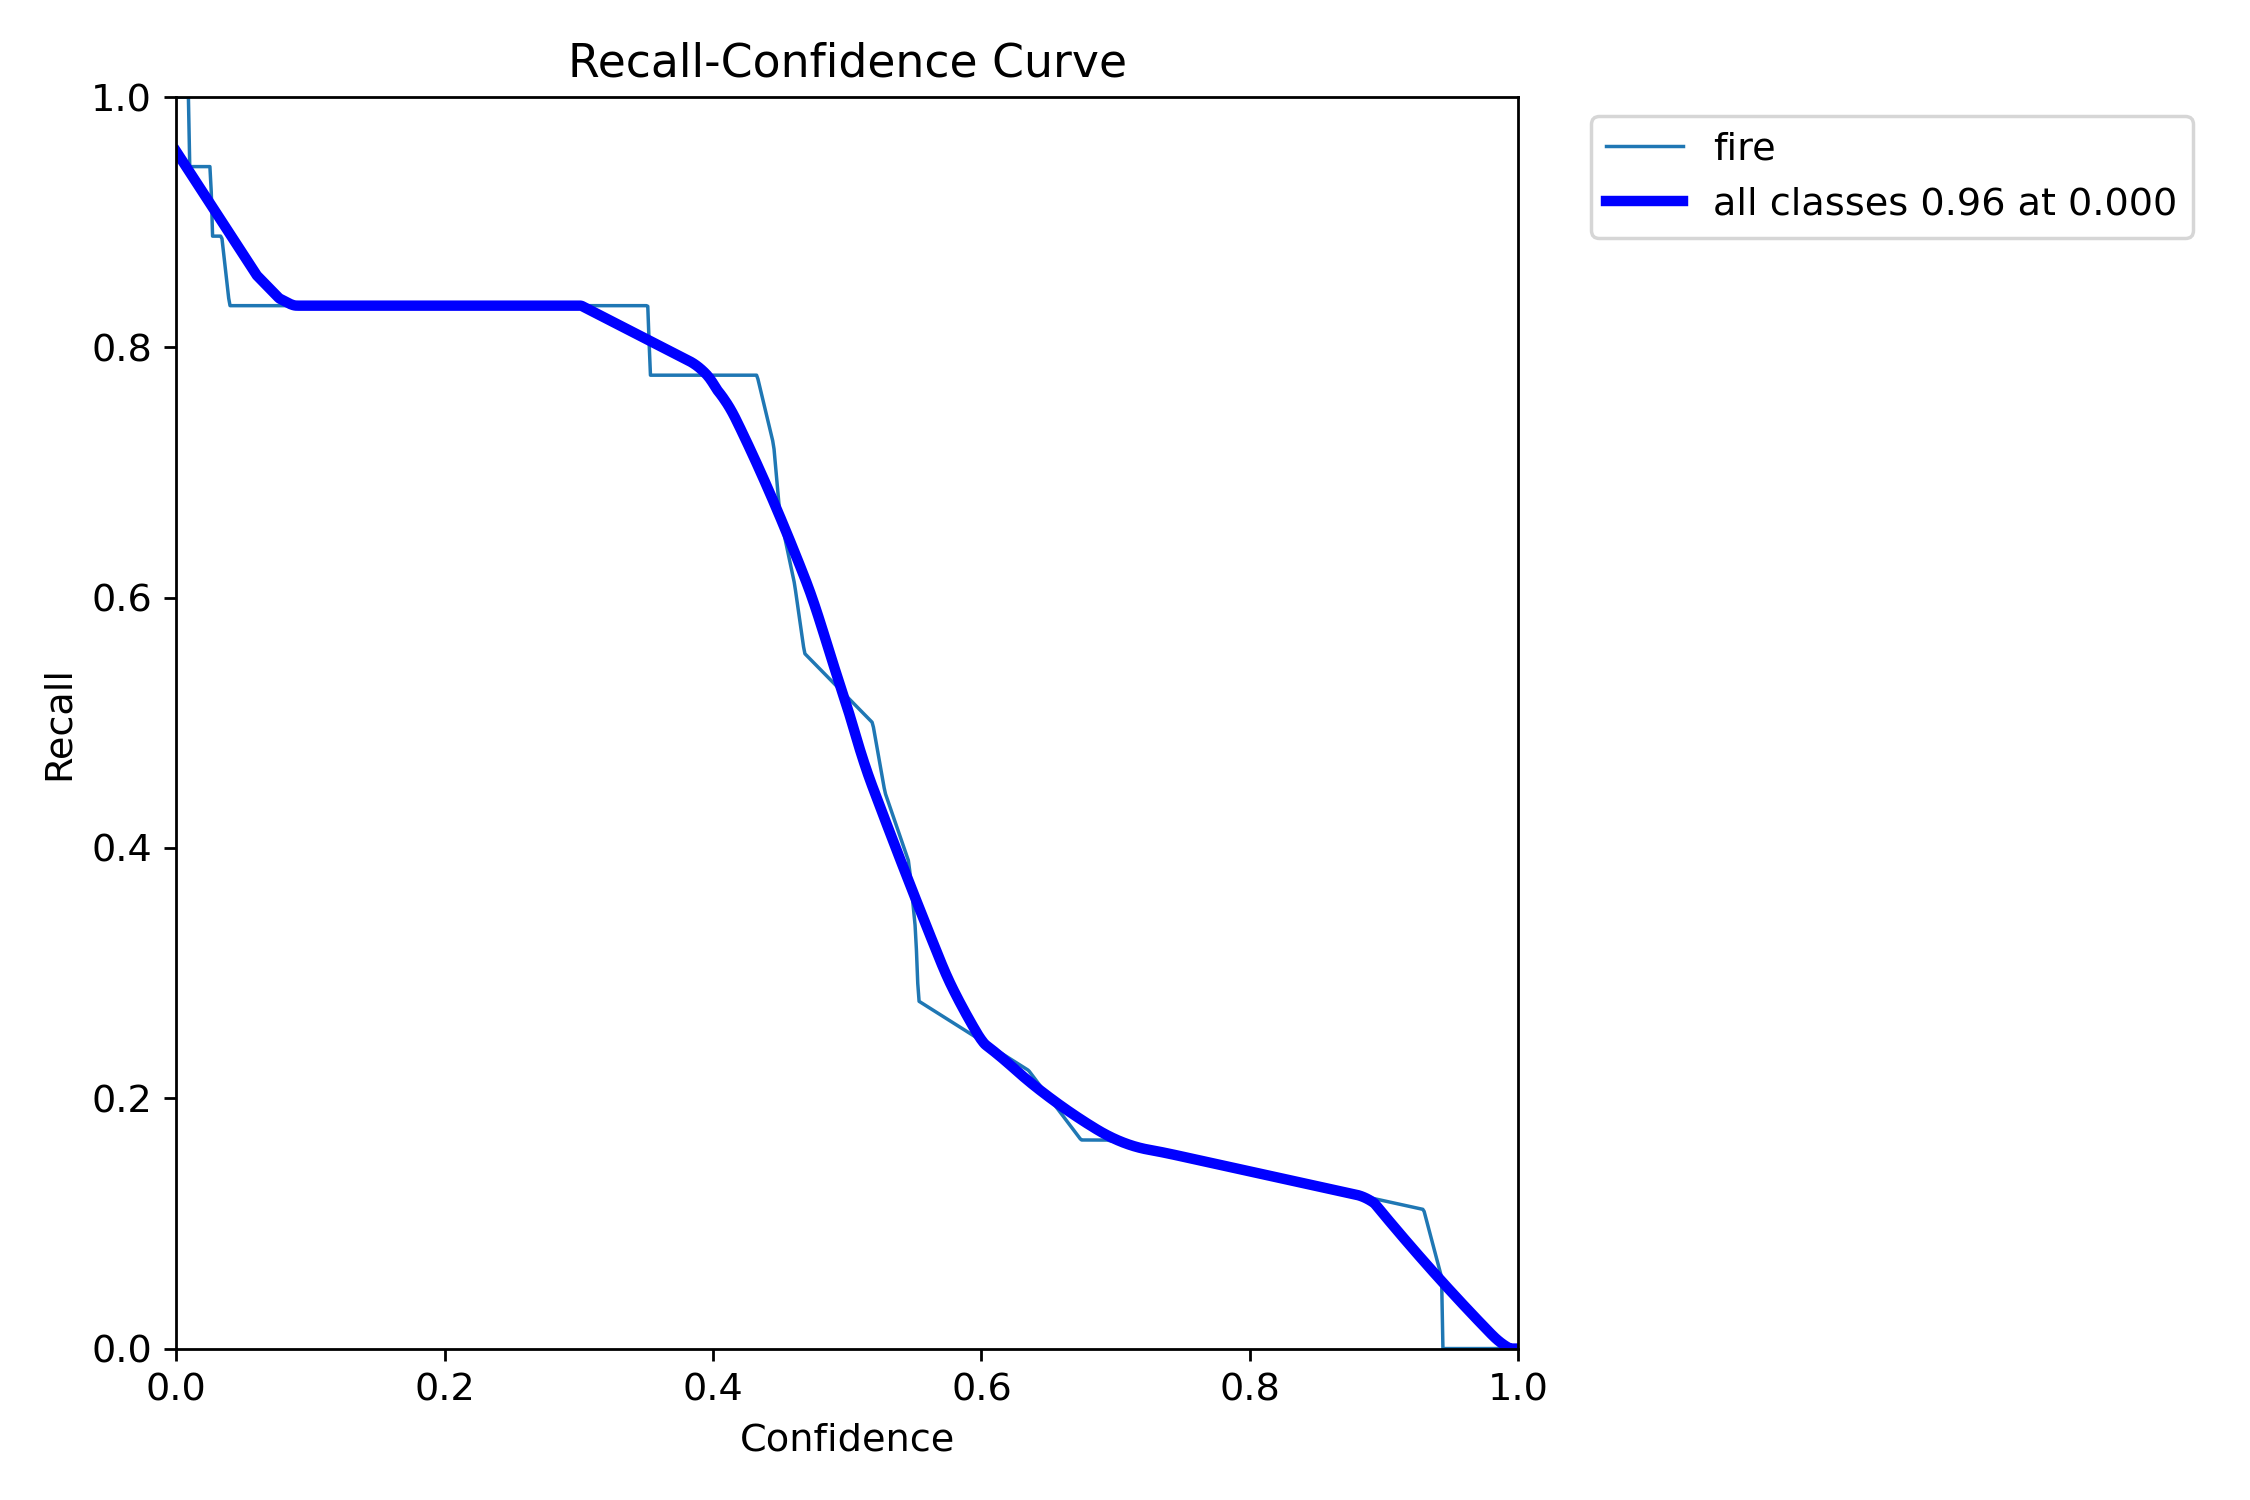 Recall-Confidence Curve
fire
all classes 0.96 at 0.000
1.0
0.8
0.6
0.4
0.2
0.0
Recall
0.0 0.2 0.4 0.6 0.8 1.0
Confidence